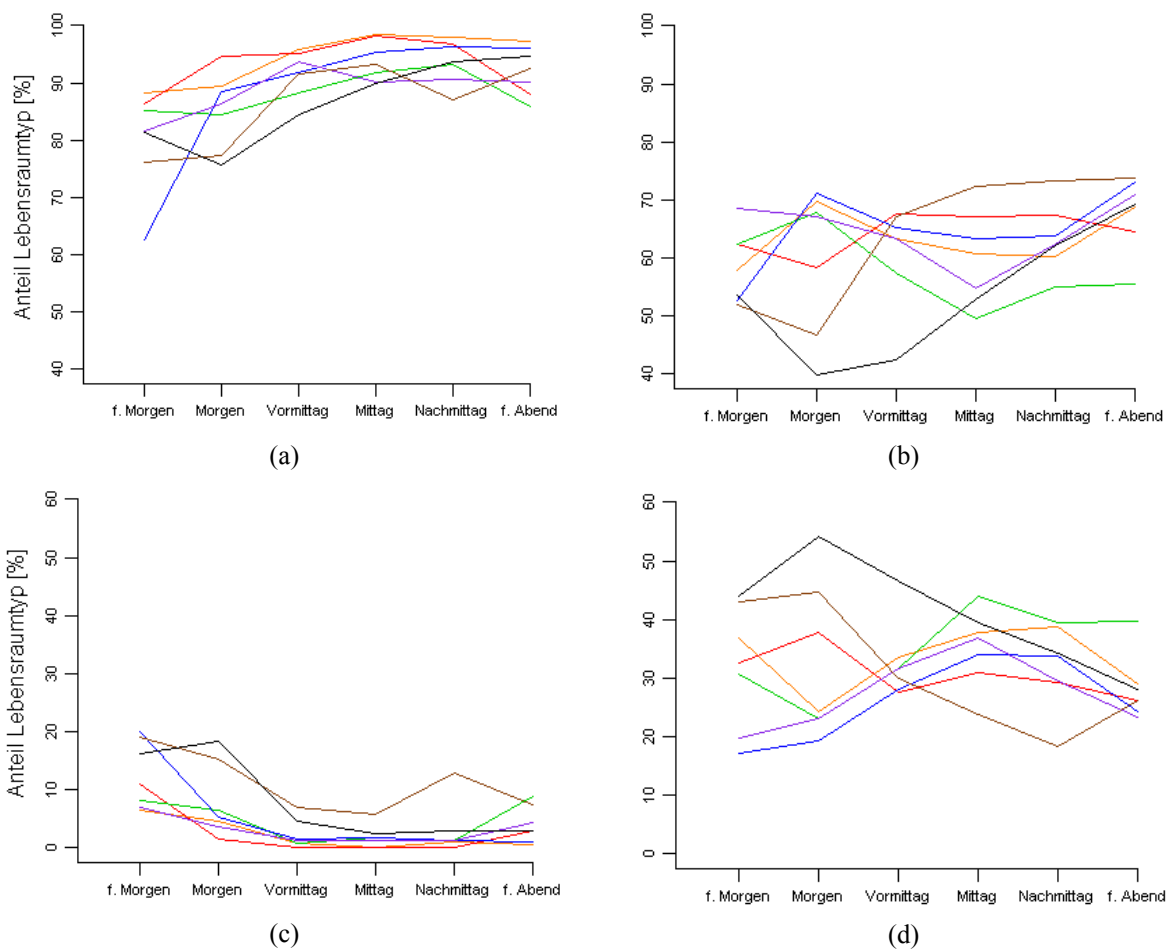 Anteil Lebensraumtyp [%]
100
90
80
70
60
50
40
f. Morgen Morgen Vormittag Mittag Nachmittag f. Abend
(a)
100
90
80
70
60
50
40
f. Morgen Morgen Vormittag Mittag Nachmittag f. Abend
(b)
Anteil Lebensraumtyp [%]
60
50
40
30
20
10
0
f. Morgen Morgen Vormittag Mittag Nachmittag f. Abend
(c)
60
50
40
30
20
10
0
f. Morgen Morgen Vormittag Mittag Nachmittag f. Abend
(d)